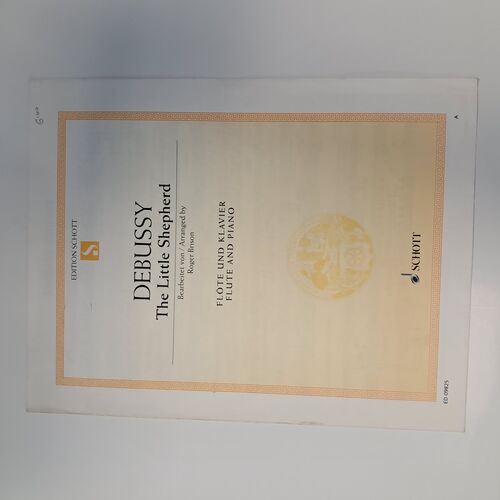 EDITION SCHOTT
S
DEBUSSY
The Little Shepherd
Bearbeitet von / Arranged by
Roger Brison
FLÖTE UND KLAVIER
FLUTE AND PIANO
SCHOTT
ED 09825
A